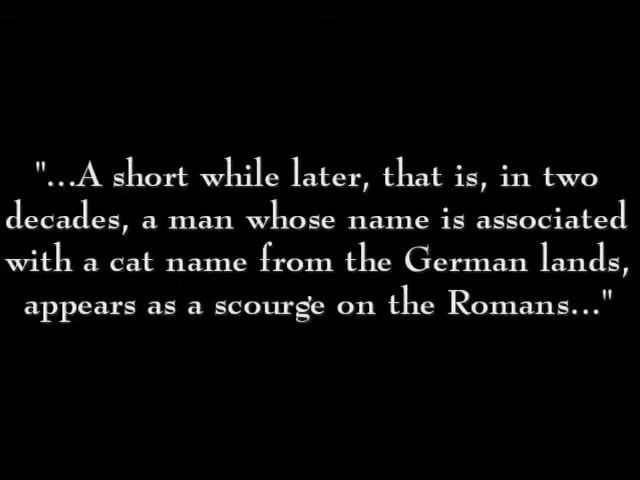 "...A short while later, that is, in two
decades, a man whose name is associated
with a cat name from the German lands,
appears as a scourge on the Romans..."